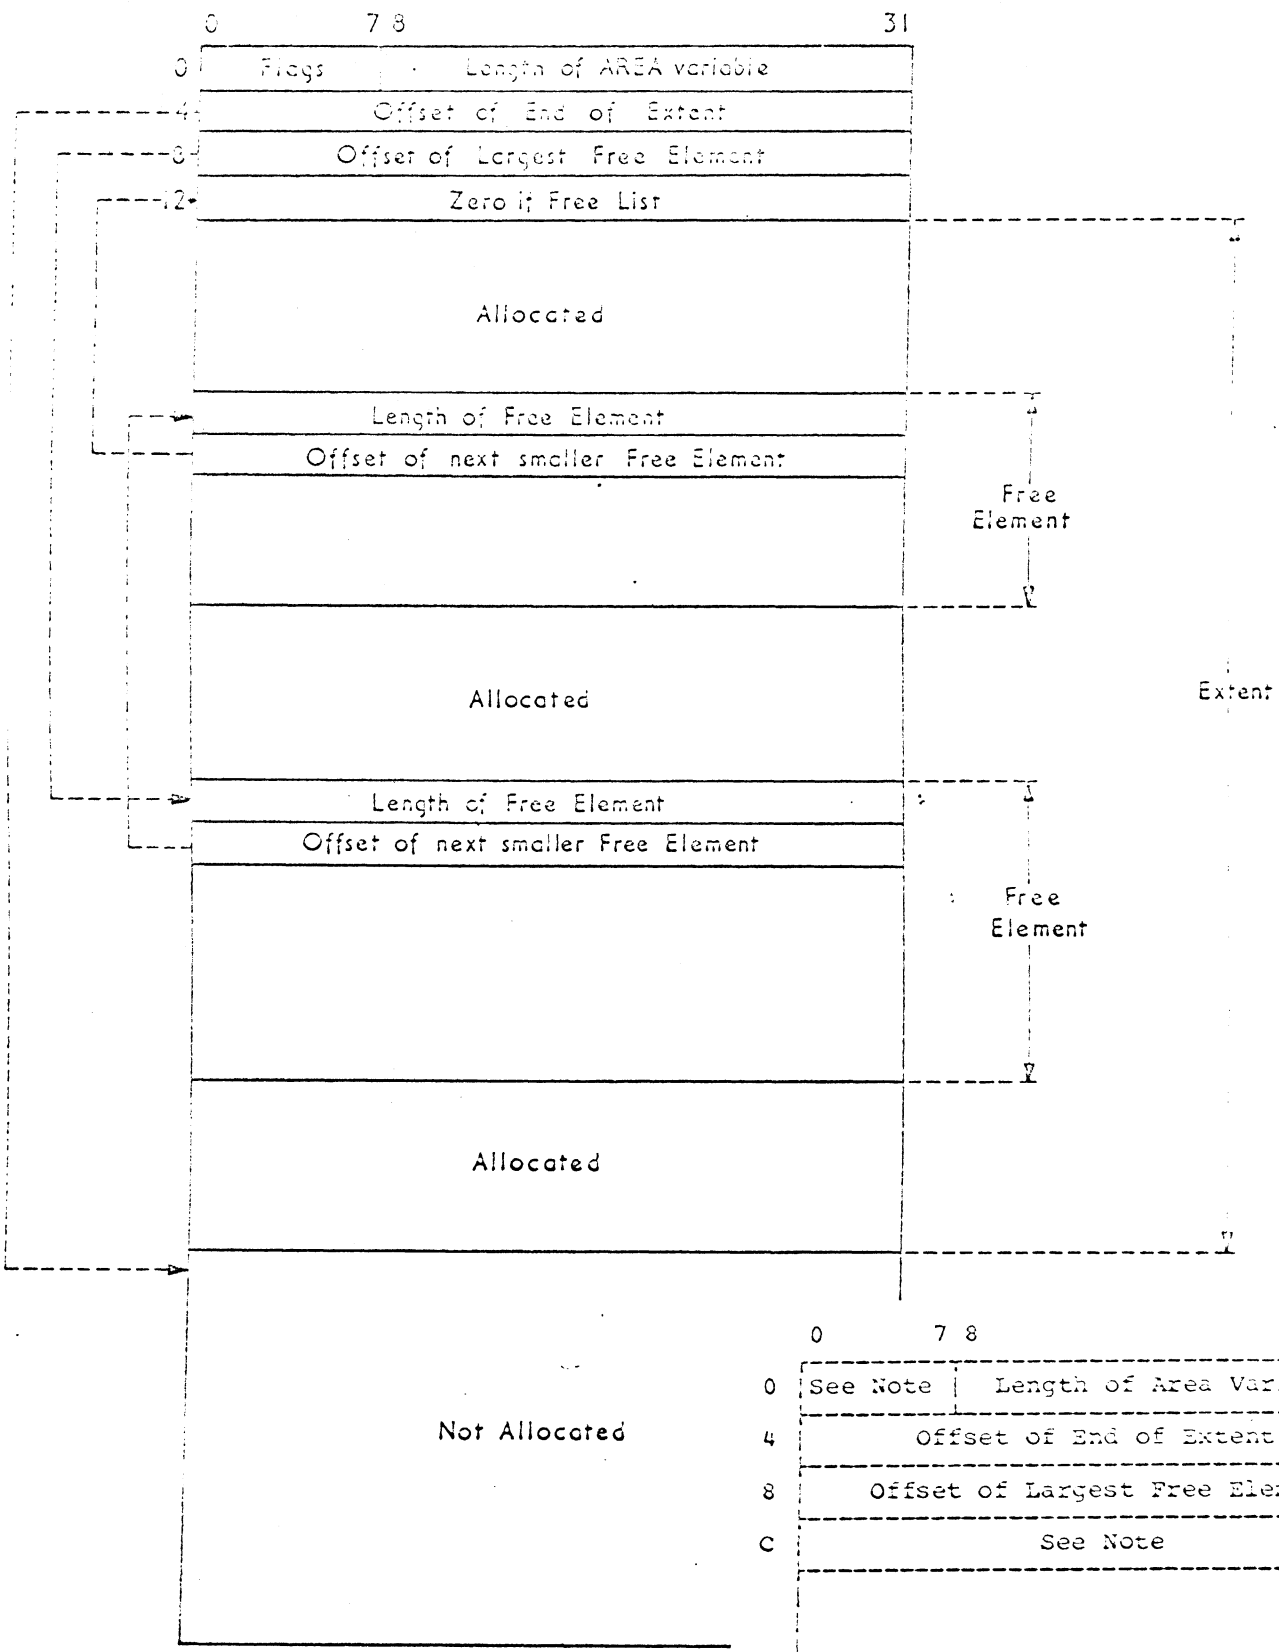 0 7 8 31
0 Flags Length of AREA variable
4 Offset of End of Extent
8 Offset of Largest Free Element
12 Zero if Free List
Allocated
Length of Free Element
Offset of next smaller Free Element
Free
Element
Allocated
Extent
Length of Free Element
Offset of next smaller Free Element
Free
Element
Allocated
Not Allocated
0 7 8
0 See Note Length of Area Var
4 Offset of End of Extent
8 Offset of Largest Free Ele
C See Note